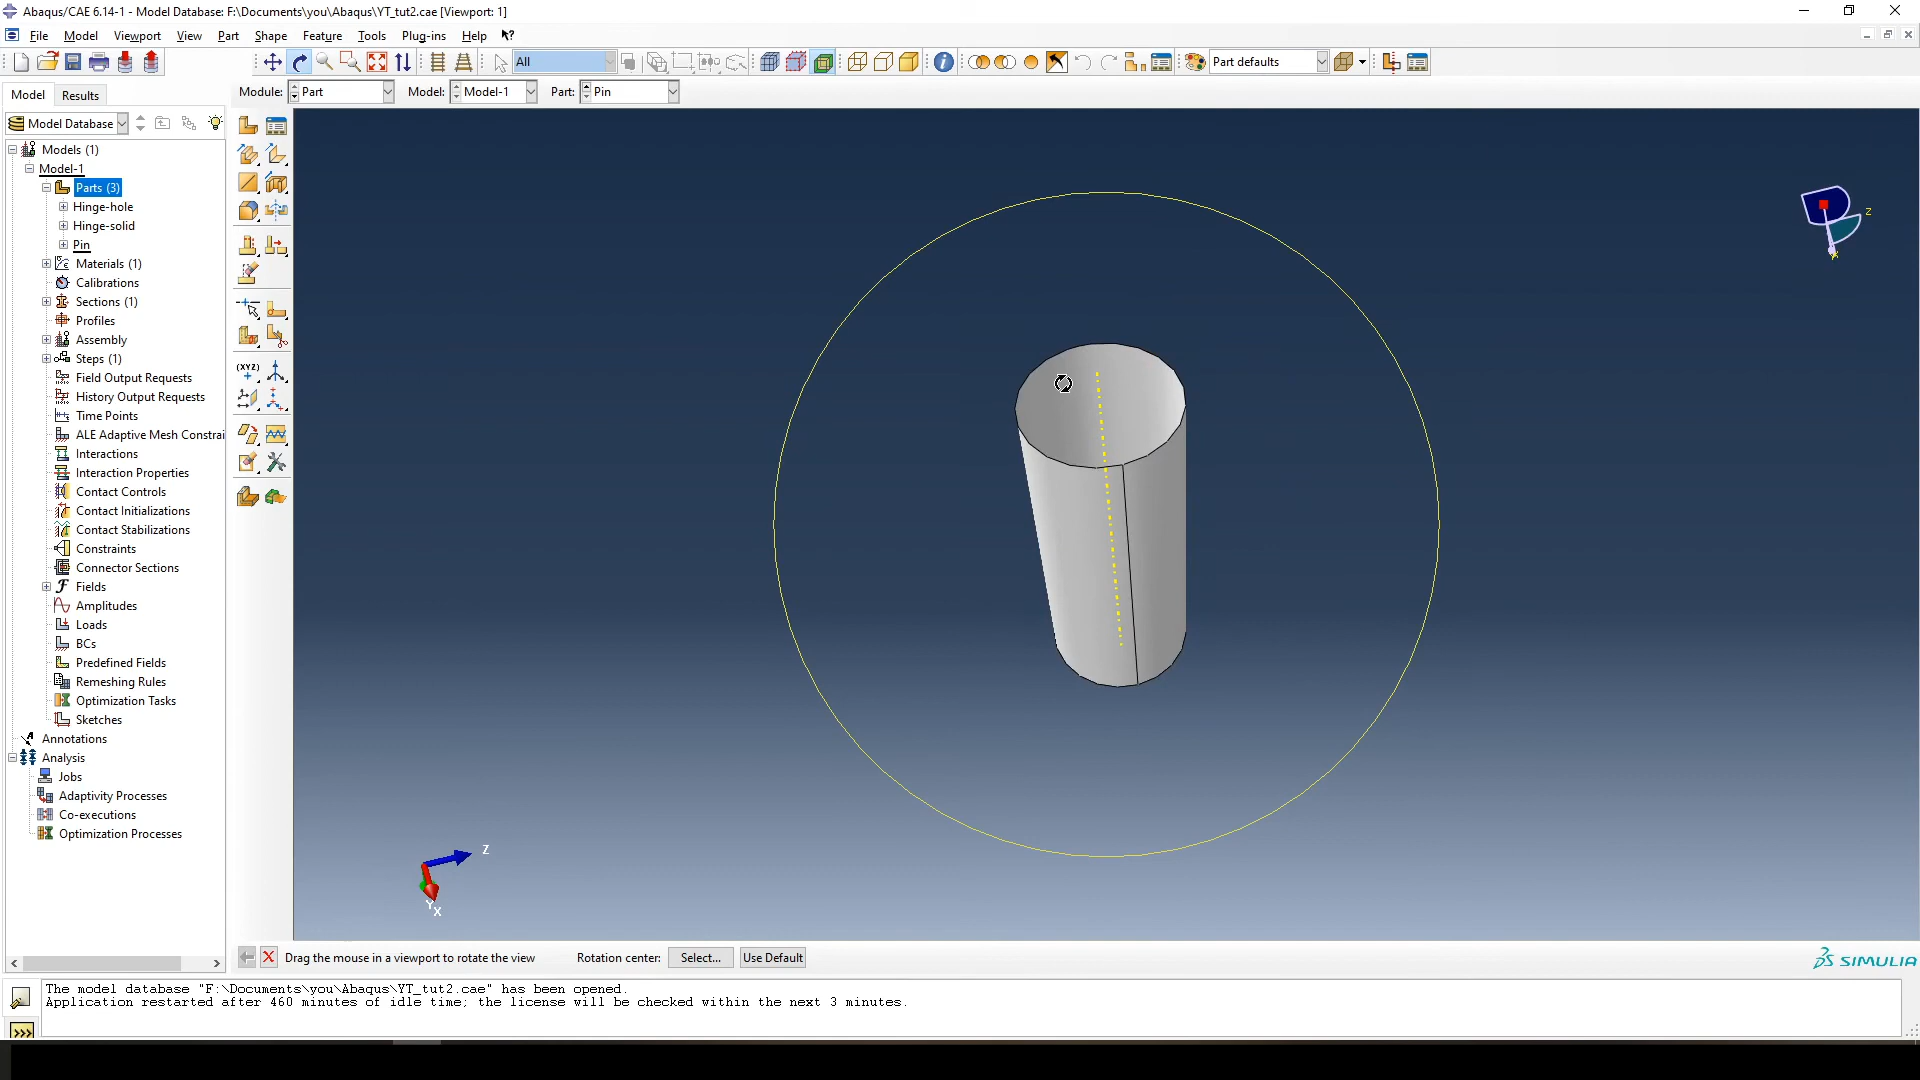 Abaqus/CAE 6.14-1 - Model Database: F:\Documents\you\Abaqus\YT_tut2.cae [Viewport: 1]
File Model Viewport View Part Shape Feature Tools Plug-ins Help
All
Part defaults
Model Results
Module: Part Model: Model-1 Part: Pin
Model Database
Models (1)
Model-1
Parts (3)
Hinge-hole
Hinge-solid
Pin
Materials (1)
Calibrations
Sections (1)
Profiles
Assembly
Steps (1)
Field Output Requests
History Output Requests
Time Points
ALE Adaptive Mesh Constrai
Interactions
Interaction Properties
Contact Controls
Contact Initializations
Contact Stabilizations
Constraints
Connector Sections
Fields
Amplitudes
Loads
BCs
Predefined Fields
Remeshing Rules
Optimization Tasks
Sketches
Annotations
Analysis
Jobs
Adaptivity Processes
Co-executions
Optimization Processes
(XYZ)
Z
Z
Y
X
Drag the mouse in a viewport to rotate the view Rotation center: Select... Use Default
SIMULIA
The model database "F:\Documents\you\Abaqus\YT_tut2.cae" has been opened.
Application restarted after 460 minutes of idle time; the license will be checked within the next 3 minutes.
>>>